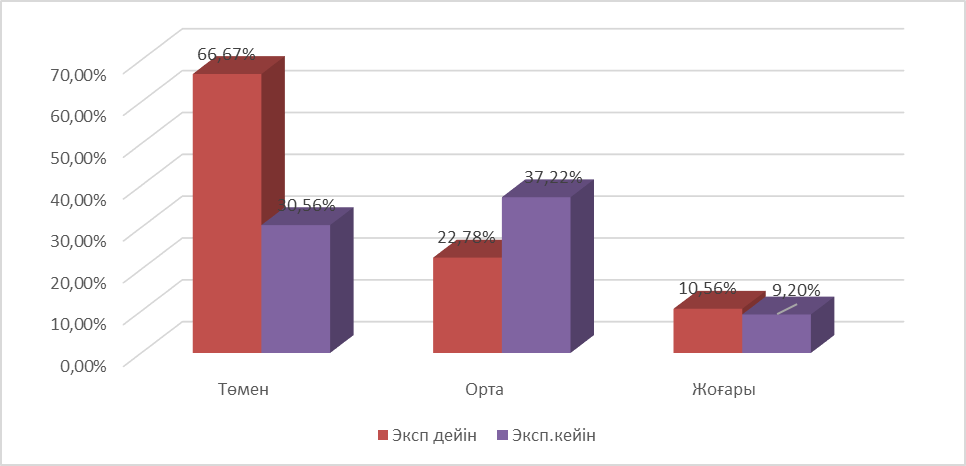 70,00%
60,00%
50,00%
40,00%
30,00%
20,00%
10,00%
0,00%
66,67%
30,56%
22,78%
37,22%
10,56%
9,20%
Төмен
Орта
Жоғары
Эксп дейін
Эксп.кейін